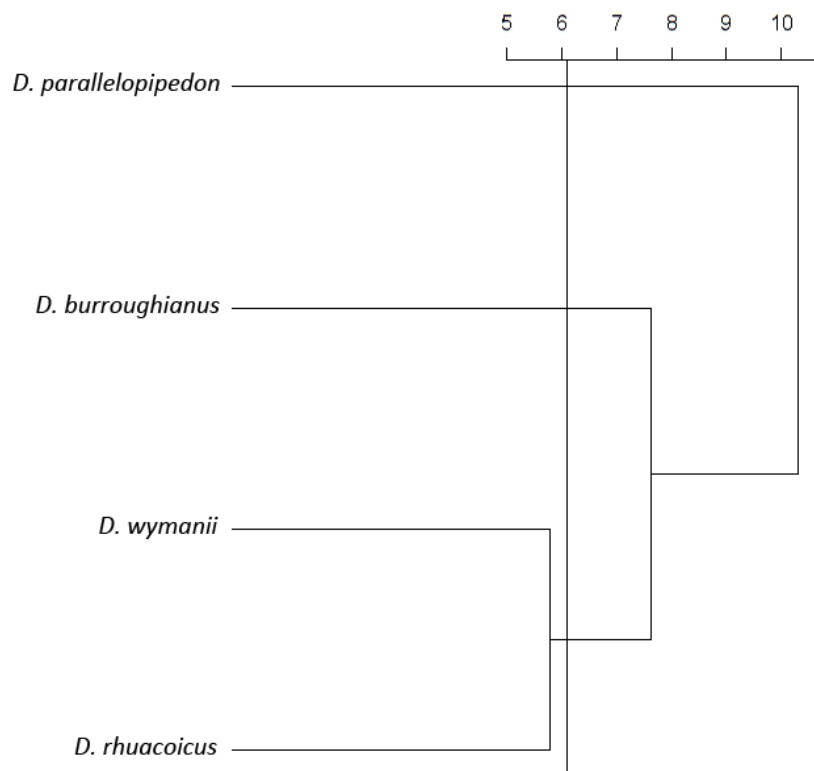 5 6 7 8 9 10
D. parallelopipedon
D. burroughianus
D. wymanii
D. rhuacoicus